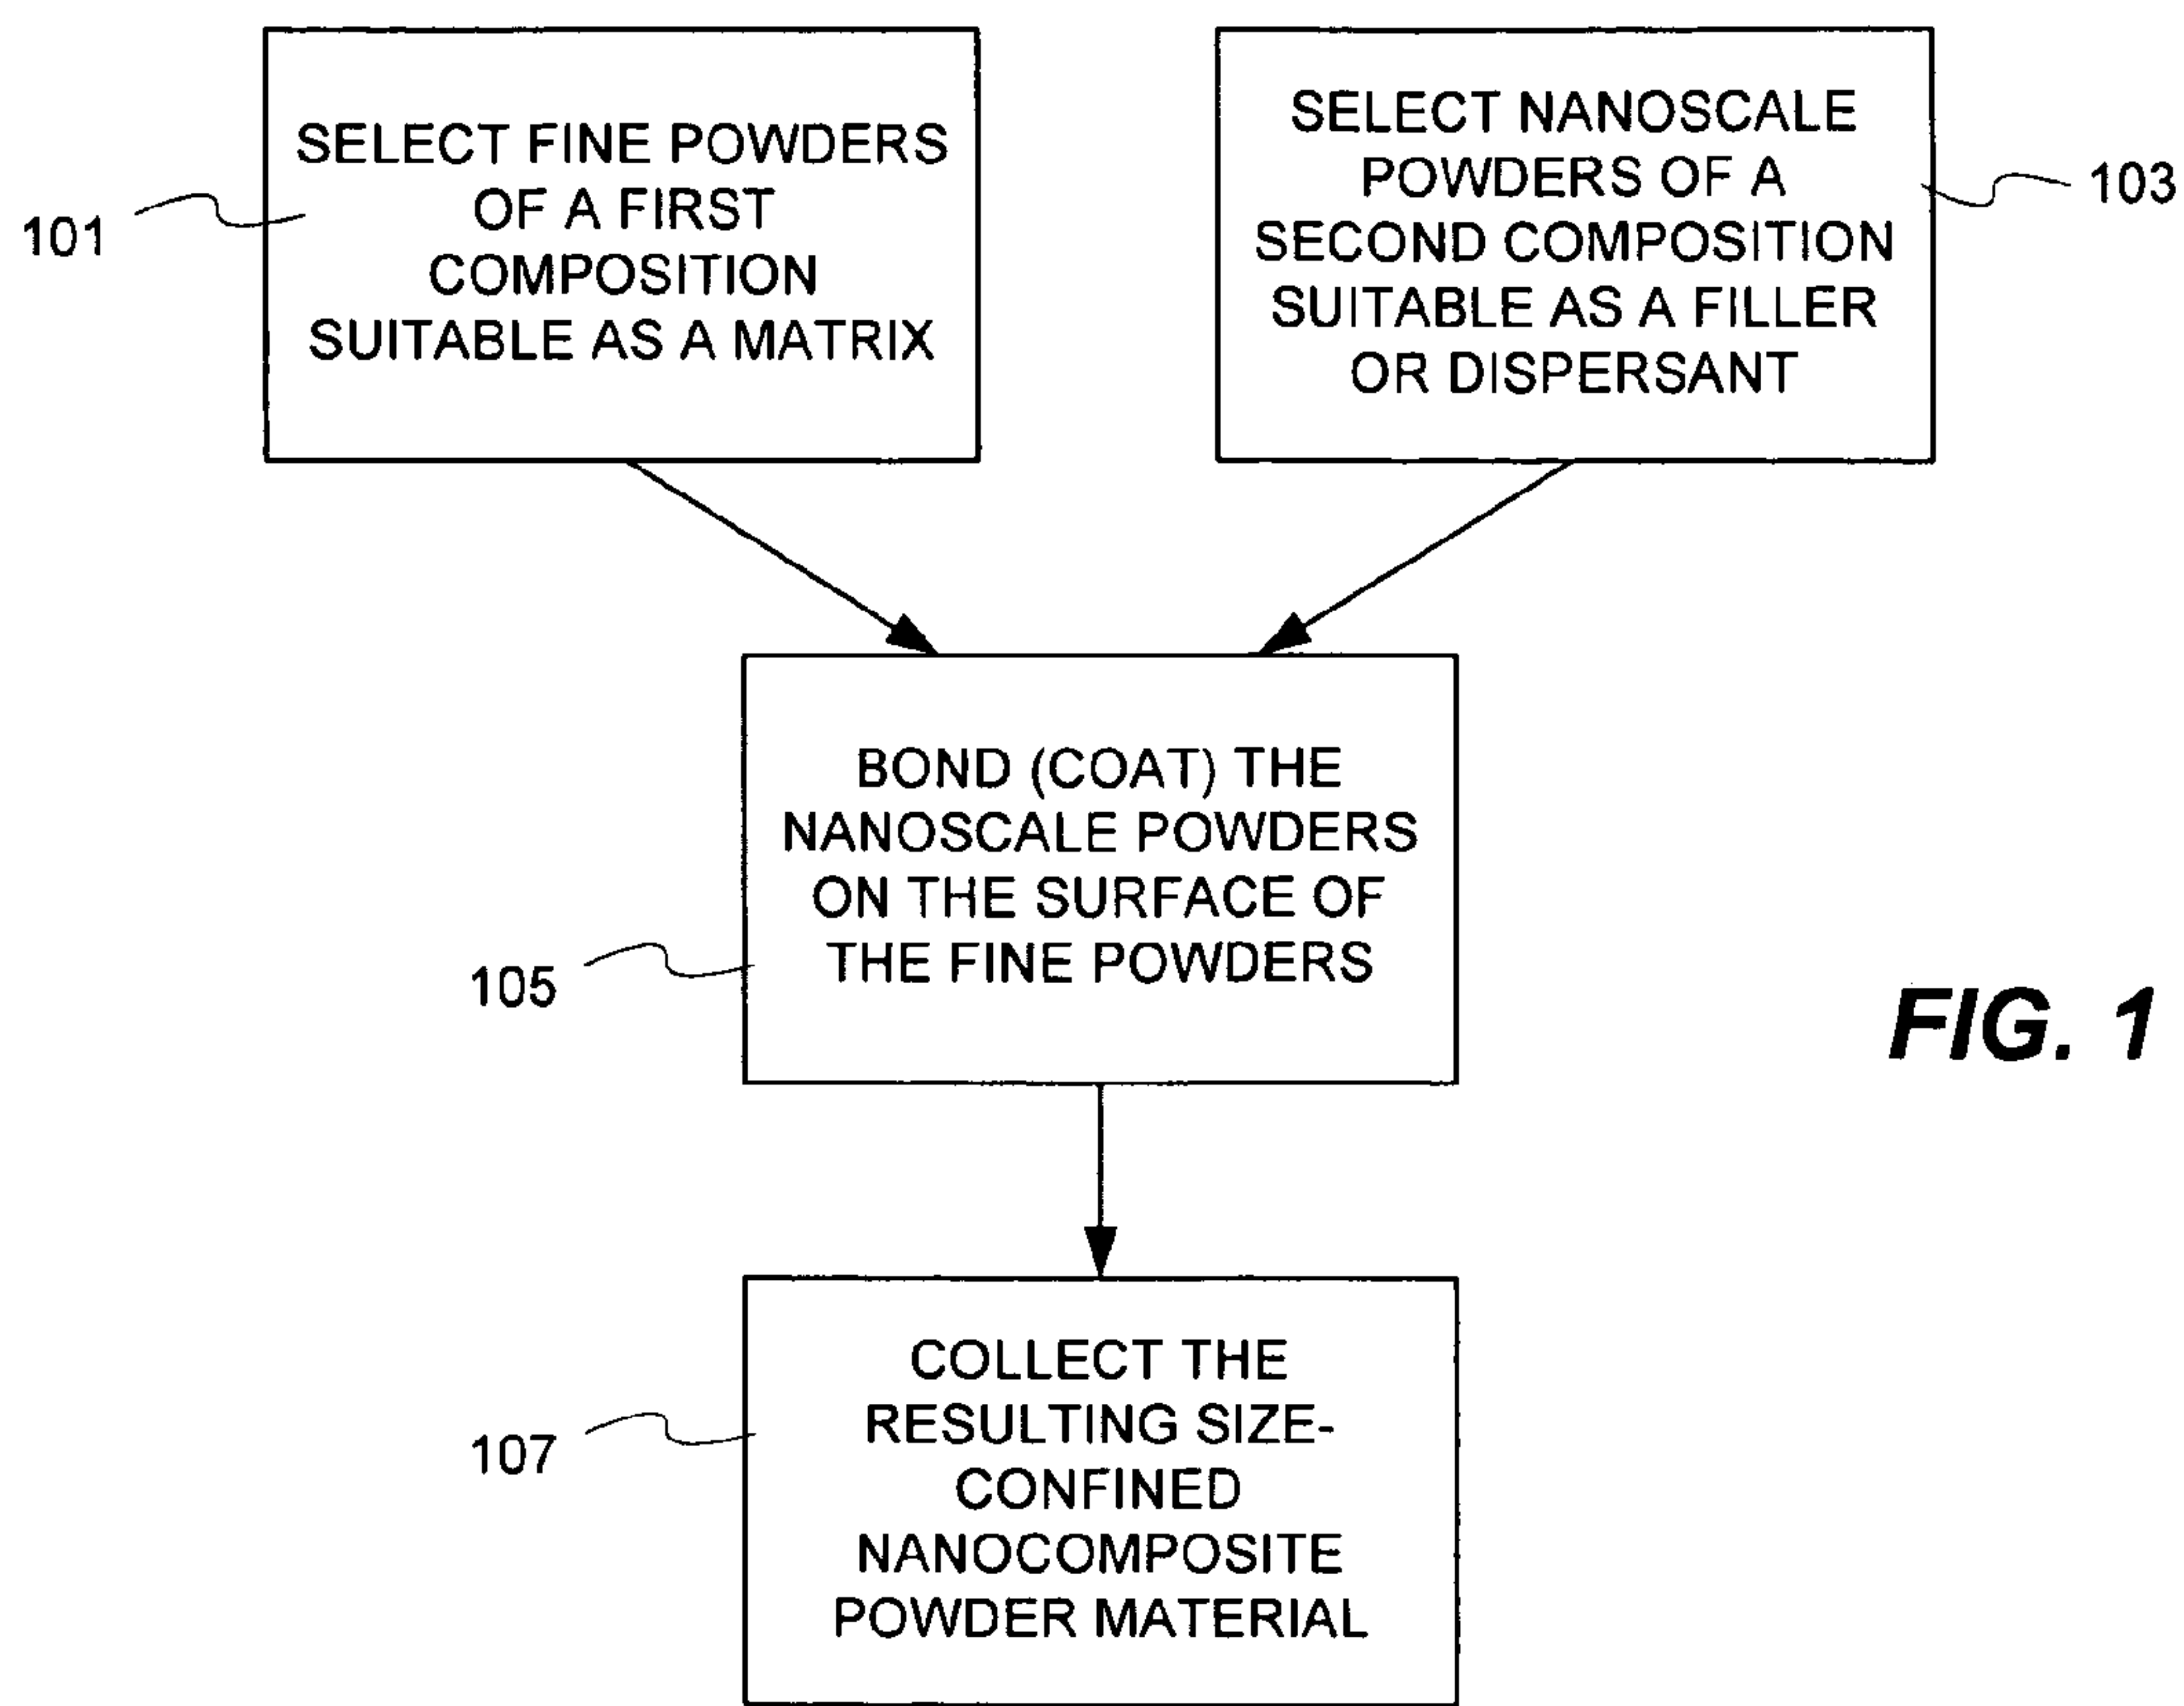 SELECT FINE POWDERS
OF A FIRST
COMPOSITION
SUITABLE AS A MATRIX
101
SELECT NANOSCALE
POWDERS OF A
SECOND COMPOSITION
SUITABLE AS A FILLER
OR DISPERSANT
103
BOND (COAT) THE
NANOSCALE POWDERS
ON THE SURFACE OF
THE FINE POWDERS
105
FIG. 1
COLLECT THE
RESULTING SIZE-
CONFINED
NANOCOMPOSITE
POWDER MATERIAL
107